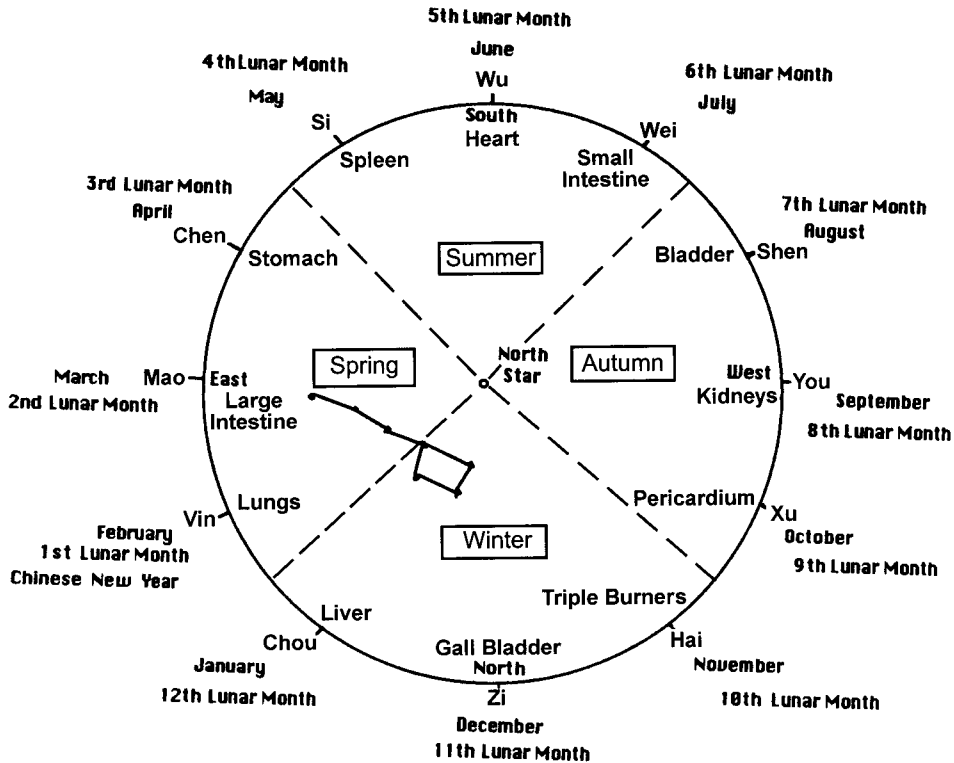 5th Lunar Month
June
Wu
South
Heart
6th Lunar Month
July
Wei
Small
Intestine
7th Lunar Month
August
Shen
Bladder
You
West
Kidneys
September
8th Lunar Month
Pericardium
Xu
October
9th Lunar Month
Triple Burners
Hai
November
10th Lunar Month
Gall Bladder
North
Zi
December
11th Lunar Month
Liver
Chou
January
12th Lunar Month
Lungs
Vin
February
1st Lunar Month
Chinese New Year
March
Mao
East
2nd Lunar Month
Large
Intestine
3rd Lunar Month
April
Chen
Stomach
4th Lunar Month
May
Si
Spleen
Summer
Spring
North
Star
Autumn
Winter